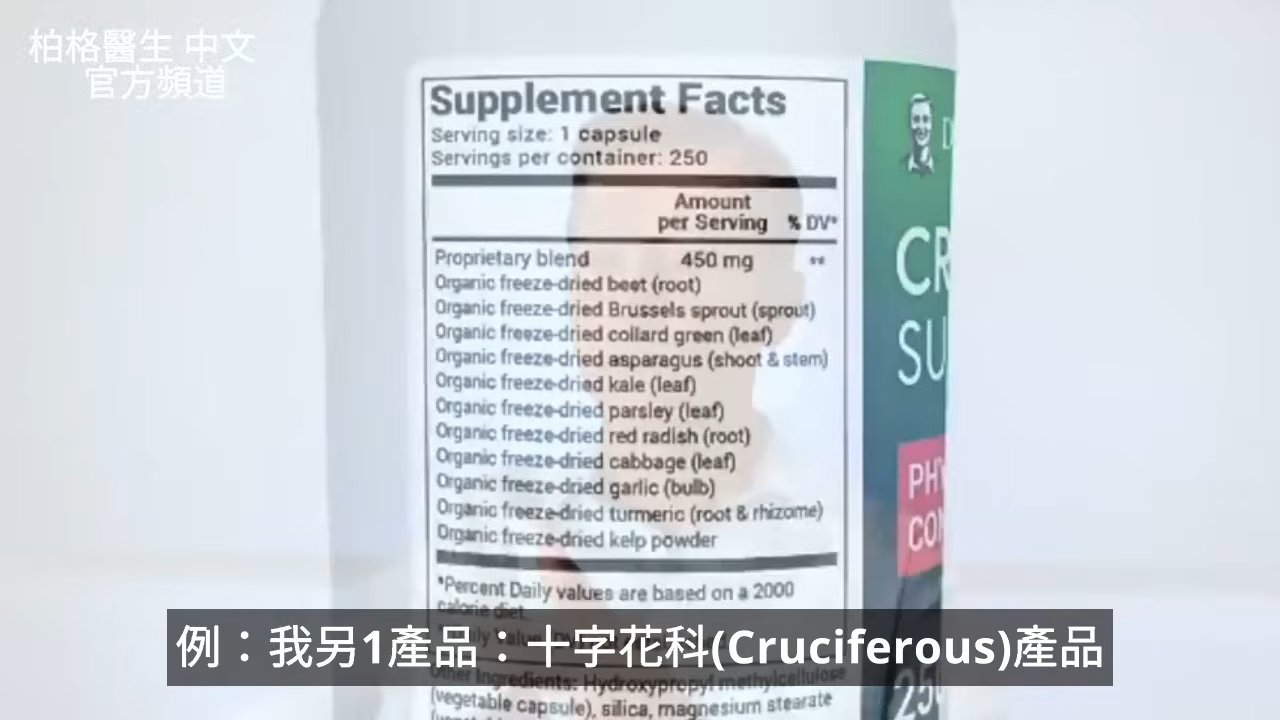 柏格醫生 中文
官方頻道
Supplement Facts
Serving size: 1 capsule
Servings per container: 250
Amount
per Serving % DV*
Proprietary blend 450 mg **
Organic freeze-dried beet (root)
Organic freeze-dried Brussels sprout (sprout)
Organic freeze-dried collard green (leaf)
Organic freeze-dried asparagus (shoot & stem)
Organic freeze-dried kale (leaf)
Organic freeze-dried parsley (leaf)
Organic freeze-dried red radish (root)
Organic freeze-dried cabbage (leaf)
Organic freeze-dried garlic (bulb)
Organic freeze-dried turmeric (root & rhizome)
Organic freeze-dried kelp powder
*Percent Daily values are based on a 2000
calorie diet
例：我另1產品：十字花科(Cruciferous)產品
Other Ingredients: Hydroxypropyl methylcellulose
(vegetable capsule), silica, magnesium stearate
CR
SU
PHY
CON
250